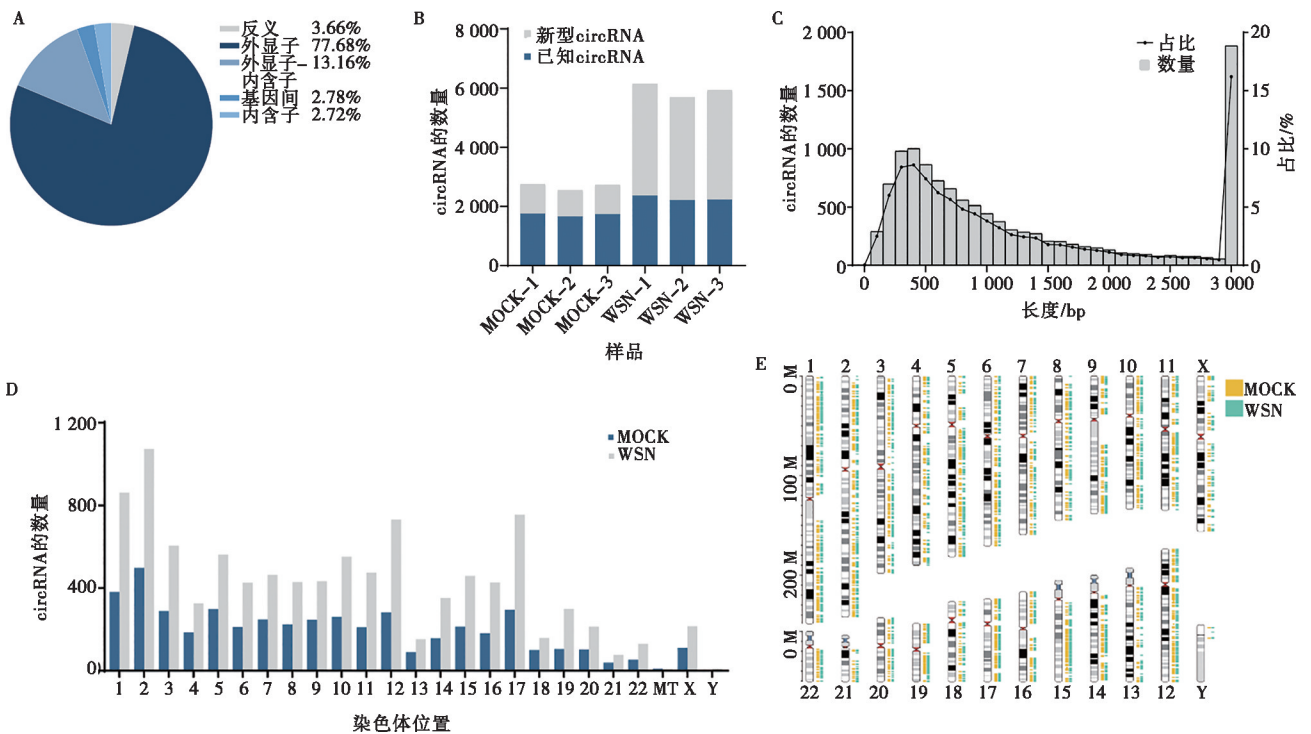 A
反义 3.66%
外显子 77.68%
外显子- 13.16%
内含子
基因间 2.78%
内含子 2.72%
B
8 000
6 000
4 000
2 000
0
circRNA的数量
新型circRNA
已知circRNA
MOCK-1
MOCK-2
MOCK-3
WSN-1
WSN-2
WSN-3
样品
C
2 000
1 500
1 000
500
0
circRNA的数量
占比
数量
20
15
10
5
0
占比/%
0 500 1 000 1 500 2 000 2 500 3 000
长度/bp
D
1 200
800
400
0
circRNA的数量
MOCK
WSN
1 2 3 4 5 6 7 8 9 10 11 12 13 14 15 16 17 18 19 20 21 22 MT X Y
染色体位置
E
1 2 3 4 5 6 7 8 9 10 11 X
0 M
100 M
200 M
0 M
MOCK
WSN
22 21 20 19 18 17 16 15 14 13 12 Y